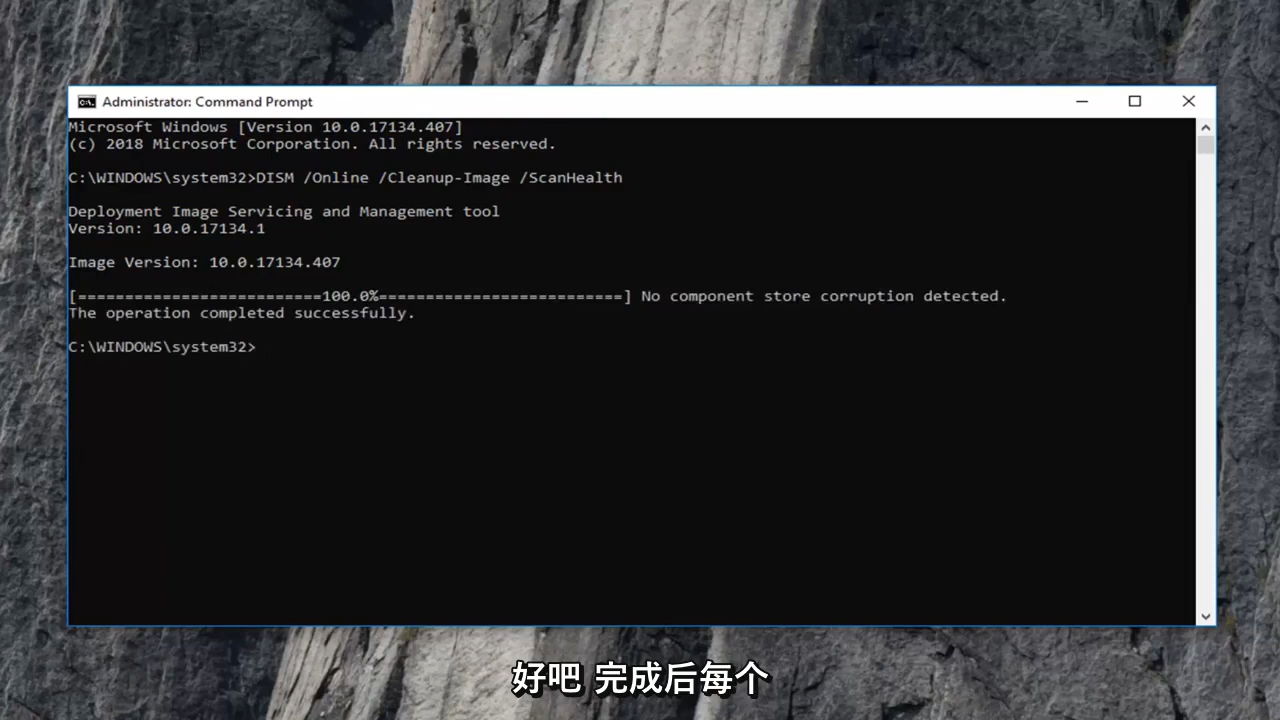 Administrator: Command Prompt
Microsoft Windows [Version 10.0.17134.407]
(c) 2018 Microsoft Corporation. All rights reserved.
C:\WINDOWS\system32>DISM /Online /Cleanup-Image /ScanHealth
Deployment Image Servicing and Management tool
Version: 10.0.17134.1
Image Version: 10.0.17134.407
[==========================100.0%==========================] No component store corruption detected.
The operation completed successfully.
C:\WINDOWS\system32>
好吧 完成后每个